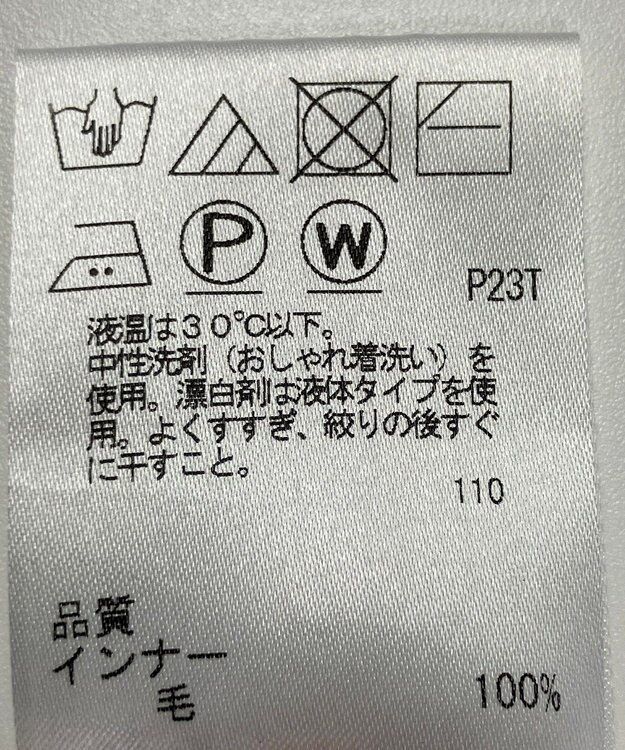 P W
P23T
液温は30℃以下。
中性洗剤（おしゃれ着洗い）を
使用。漂白剤は液体タイプを使
用。よくすすぎ、絞りの後すぐ
に干すこと。
110
品質
インナー
毛 100%